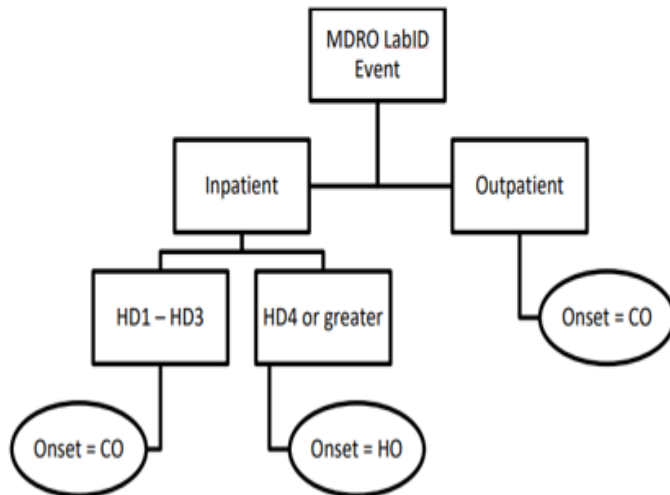 MDRO LabID
Event
Inpatient
Outpatient
HD1 – HD3
HD4 or greater
Onset = CO
Onset = CO
Onset = HO